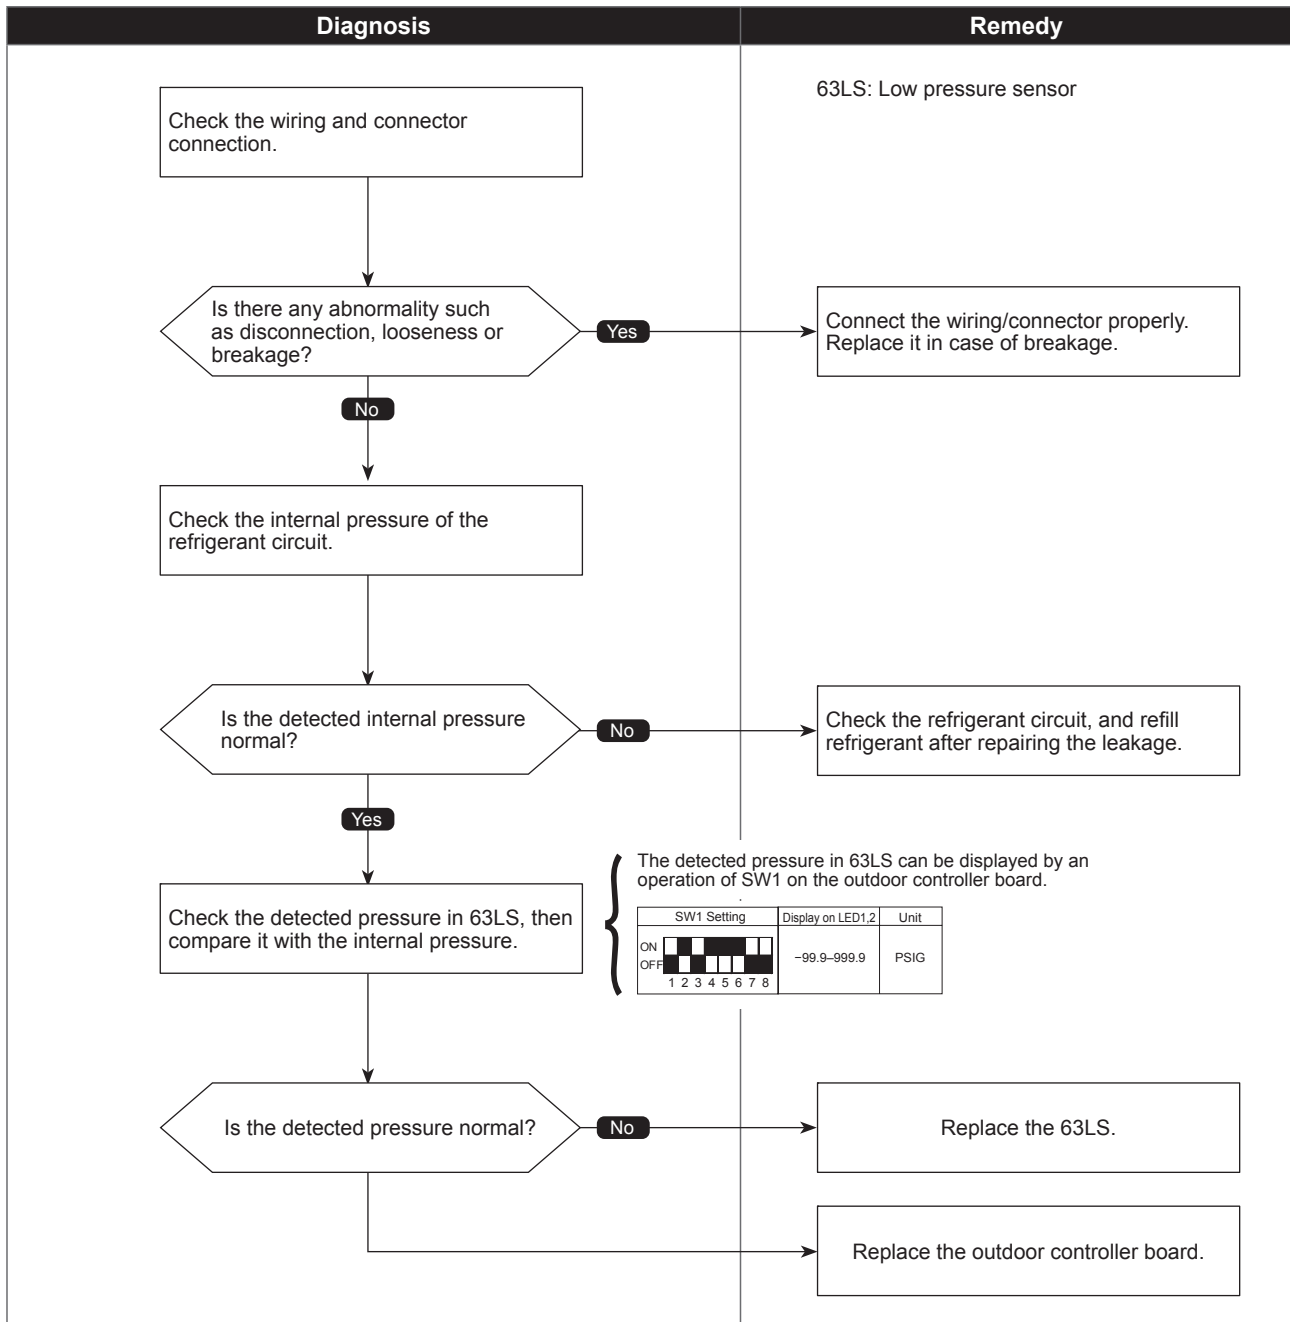 Diagnosis
Remedy
63LS: Low pressure sensor
Check the wiring and connector
connection.
Is there any abnormality such
as disconnection, looseness or
breakage?
Yes
Connect the wiring/connector properly.
Replace it in case of breakage.
No
Check the internal pressure of the
refrigerant circuit.
Is the detected internal pressure
normal?
No
Check the refrigerant circuit, and refill
refrigerant after repairing the leakage.
Yes
Check the detected pressure in 63LS, then
compare it with the internal pressure.
The detected pressure in 63LS can be displayed by an
operation of SW1 on the outdoor controller board.
SW1 Setting
Display on LED1,2
Unit
ON
OFF
1 2 3 4 5 6 7 8
−99.9–999.9
PSIG
Is the detected pressure normal?
No
Replace the 63LS.
Replace the outdoor controller board.